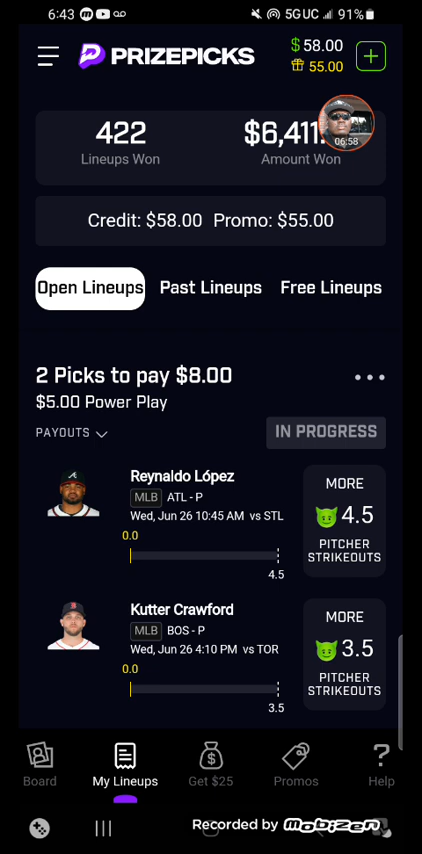 6:43
5G UC
91%
PRIZEPICKS
$ 58.00
55.00
422
$6,411
Lineups Won
Amount Won
06:58
Credit: $58.00 Promo: $55.00
Open Lineups Past Lineups Free Lineups
2 Picks to pay $8.00
$5.00 Power Play
PAYOUTS
IN PROGRESS
Reynaldo López
MLB ATL - P
Wed, Jun 26 10:45 AM vs STL
0.0
4.5
MORE
4.5
PITCHER
STRIKEOUTS
Kutter Crawford
MLB BOS - P
Wed, Jun 26 4:10 PM vs TOR
0.0
3.5
MORE
3.5
PITCHER
STRIKEOUTS
Board My Lineups Get $25 Promos Help
Recorded by MOBIZEN